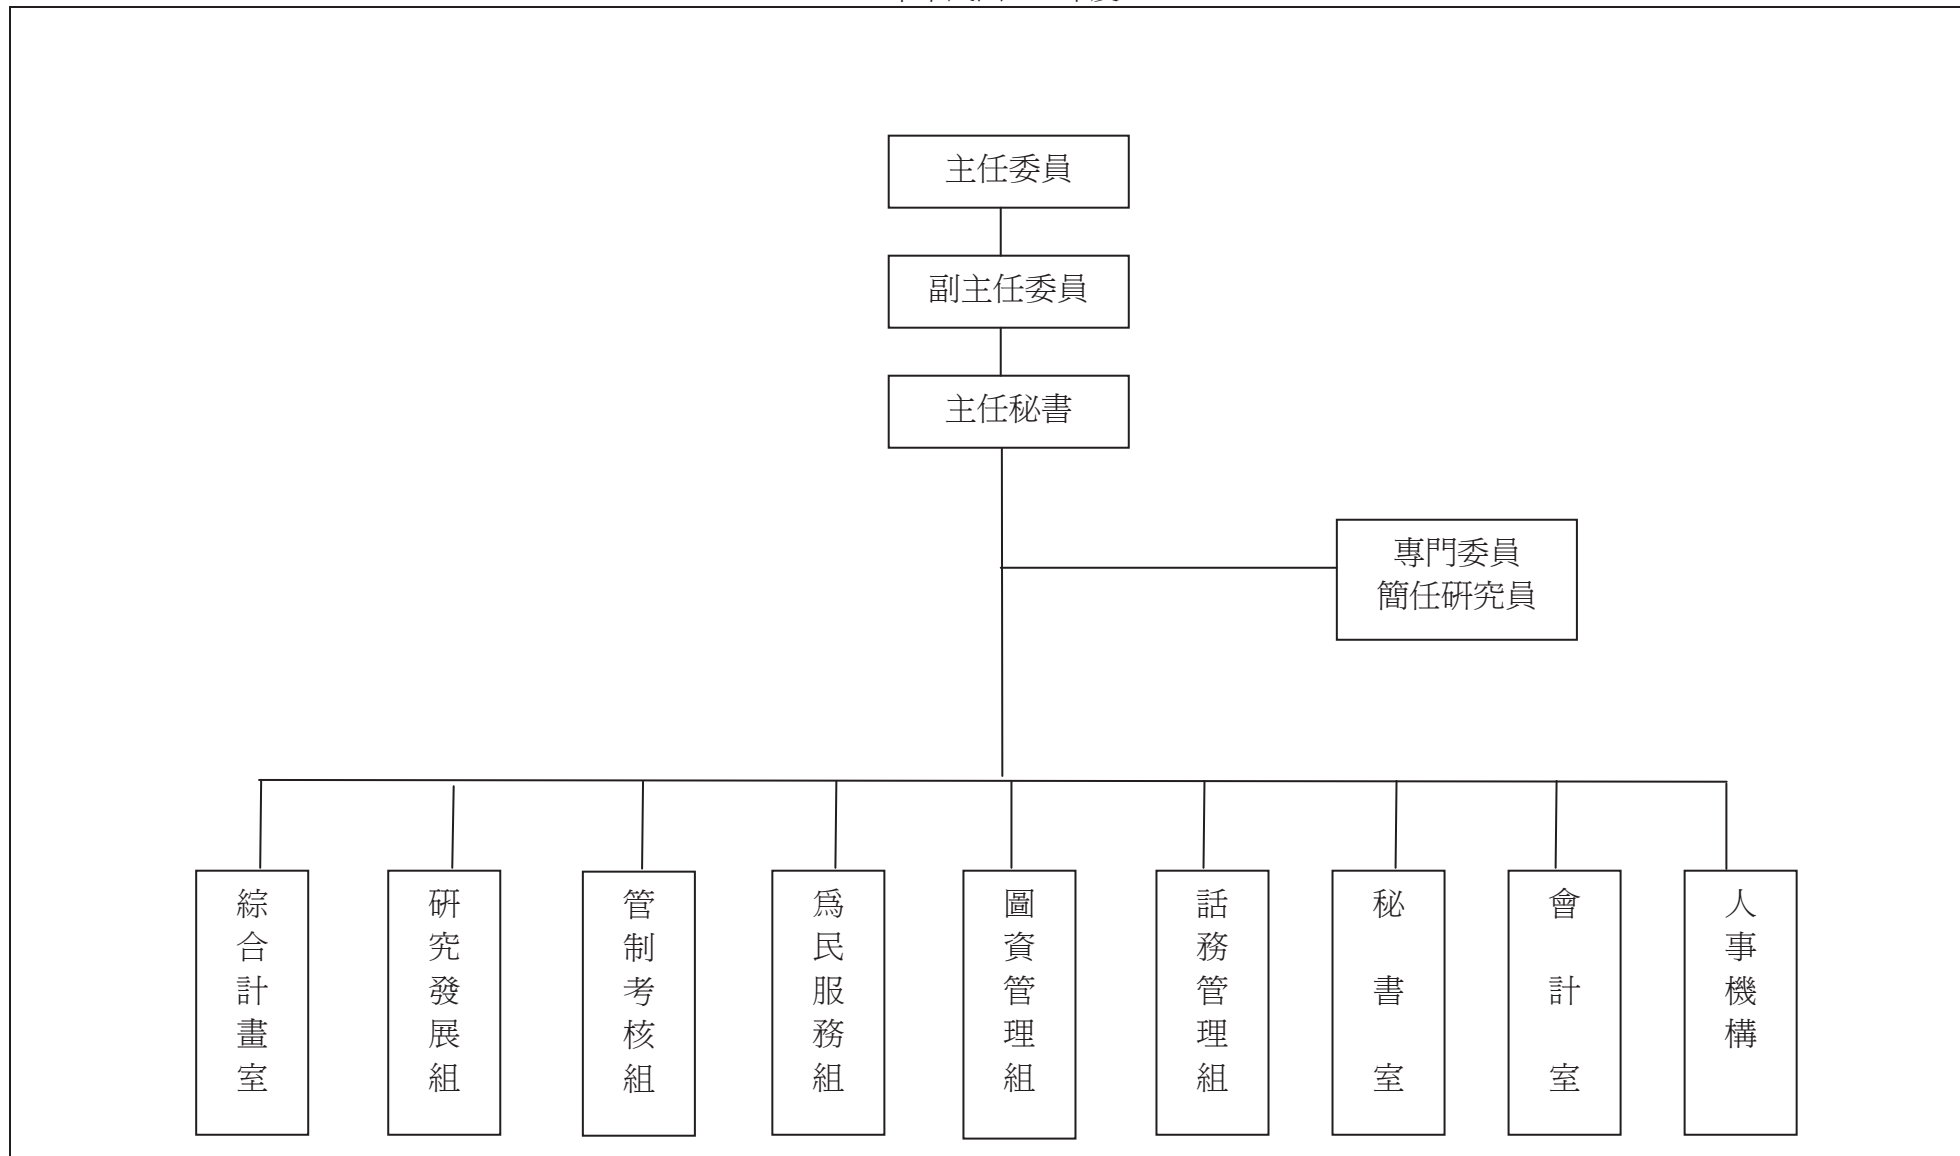 主任委員
副主任委員
主任秘書
專門委員
簡任研究員
綜合計畫室
研究發展組
管制考核組
為民服務組
圖資管理組
話務管理組
秘書室
會計室
人事機構